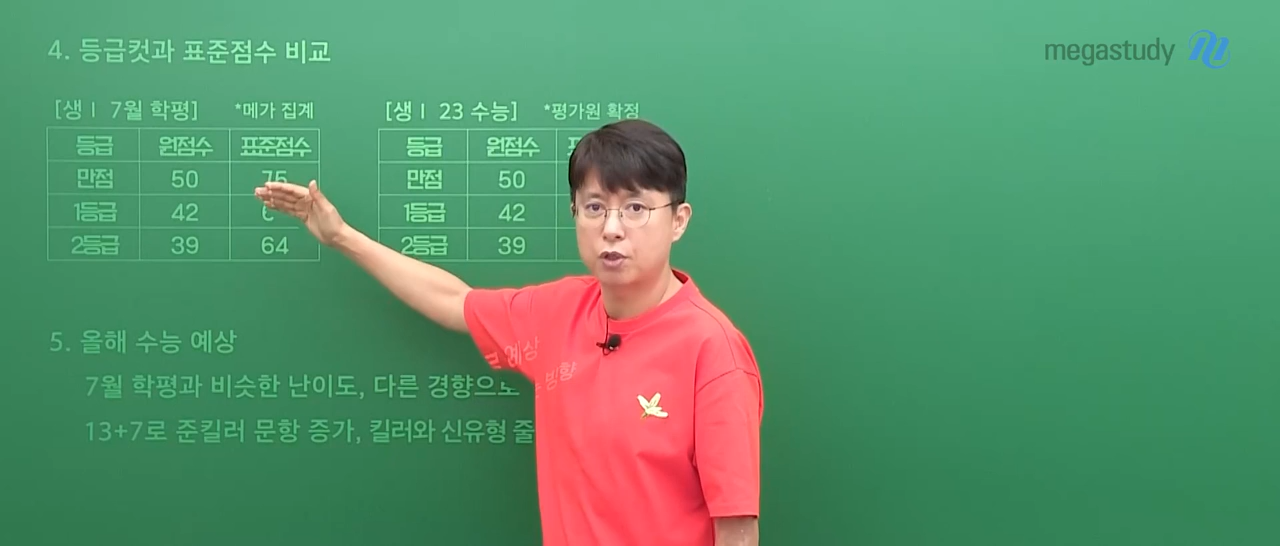 4. 등급컷과 표준점수 비교
megastudy
[생Ⅰ 7월 학평] *메가 집계
등급 원점수 표준점수
만점 50 75
1등급 42
2등급 39 64
[생Ⅰ 23 수능] *평가원 확정
등급 원점수
만점 50
1등급 42
2등급 39
5. 올해 수능 예상
7월 학평과 비슷한 난이도, 다른 경향으로
13+7로 준킬러 문항 증가, 킬러와 신유형 줄
예상
방향